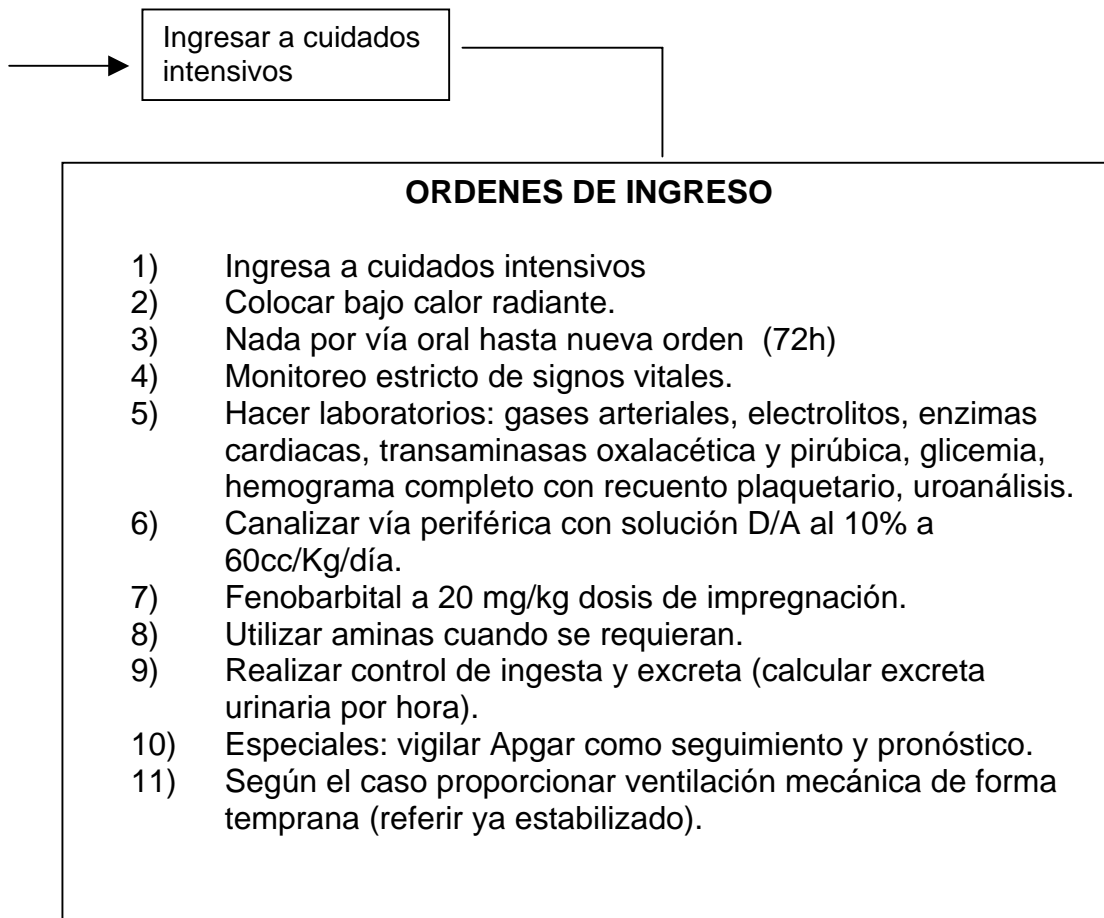 Ingresar a cuidados
intensivos
ORDENES DE INGRESO
1) Ingresa a cuidados intensivos
2) Colocar bajo calor radiante.
3) Nada por vía oral hasta nueva orden (72h)
4) Monitoreo estricto de signos vitales.
5) Hacer laboratorios: gases arteriales, electrolitos, enzimas
cardiacas, transaminasas oxalacética y pirúbica, glicemia,
hemograma completo con recuento plaquetario, uroanálisis.
6) Canalizar vía periférica con solución D/A al 10% a
60cc/Kg/día.
7) Fenobarbital a 20 mg/kg dosis de impregnación.
8) Utilizar aminas cuando se requieran.
9) Realizar control de ingesta y excreta (calcular excreta
urinaria por hora).
10) Especiales: vigilar Apgar como seguimiento y pronóstico.
11) Según el caso proporcionar ventilación mecánica de forma
temprana (referir ya estabilizado).